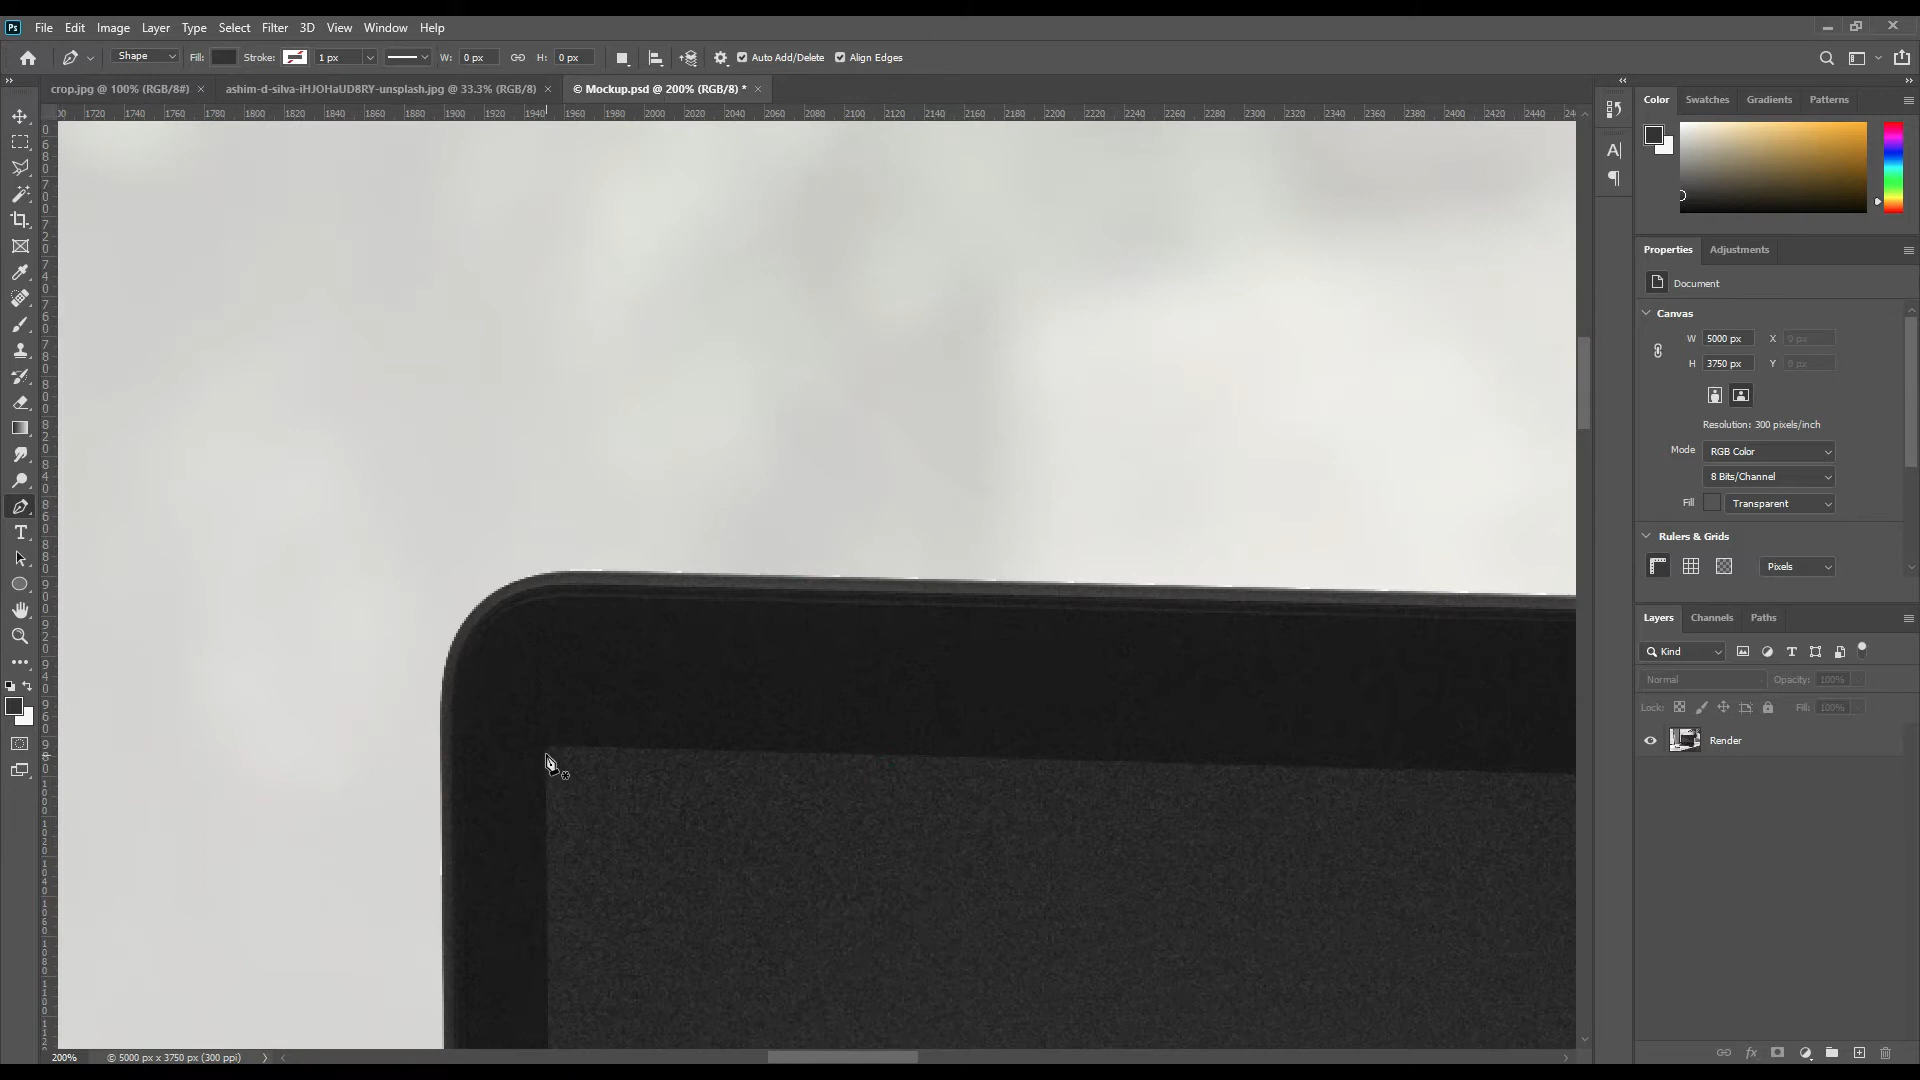 Ps File Edit Image Layer Type Select Filter 3D View Window Help
Shape Fill: Stroke: 1 px W: 0 px H: 0 px Auto Add/Delete Align Edges
crop.jpg @ 100% (RGB/8#) × ashim-d-silva-iHJOHaUD8RY-unsplash.jpg @ 33.3% (RGB/8) × © Mockup.psd @ 200% (RGB/8) * ×
1720 1740 1760 1780 1800 1820 1840 1860 1880 1900 1920 1940 1960 1980 2000 2020 2040 2060 2080 2100 2120 2140 2160 2180 2200 2220 2240 2260 2280 2300 2320 2340 2360 2380 2400 2420 2440
Color Swatches Gradients Patterns
Properties Adjustments
Document
Canvas
W 5000 px X 0 px
H 3750 px Y 0 px
Resolution: 300 pixels/inch
Mode RGB Color
8 Bits/Channel
Fill Transparent
Rulers & Grids
Pixels
Layers Channels Paths
Kind
Normal Opacity: 100%
Lock: Fill: 100%
Render
200% © 5000 px x 3750 px (300 ppi)